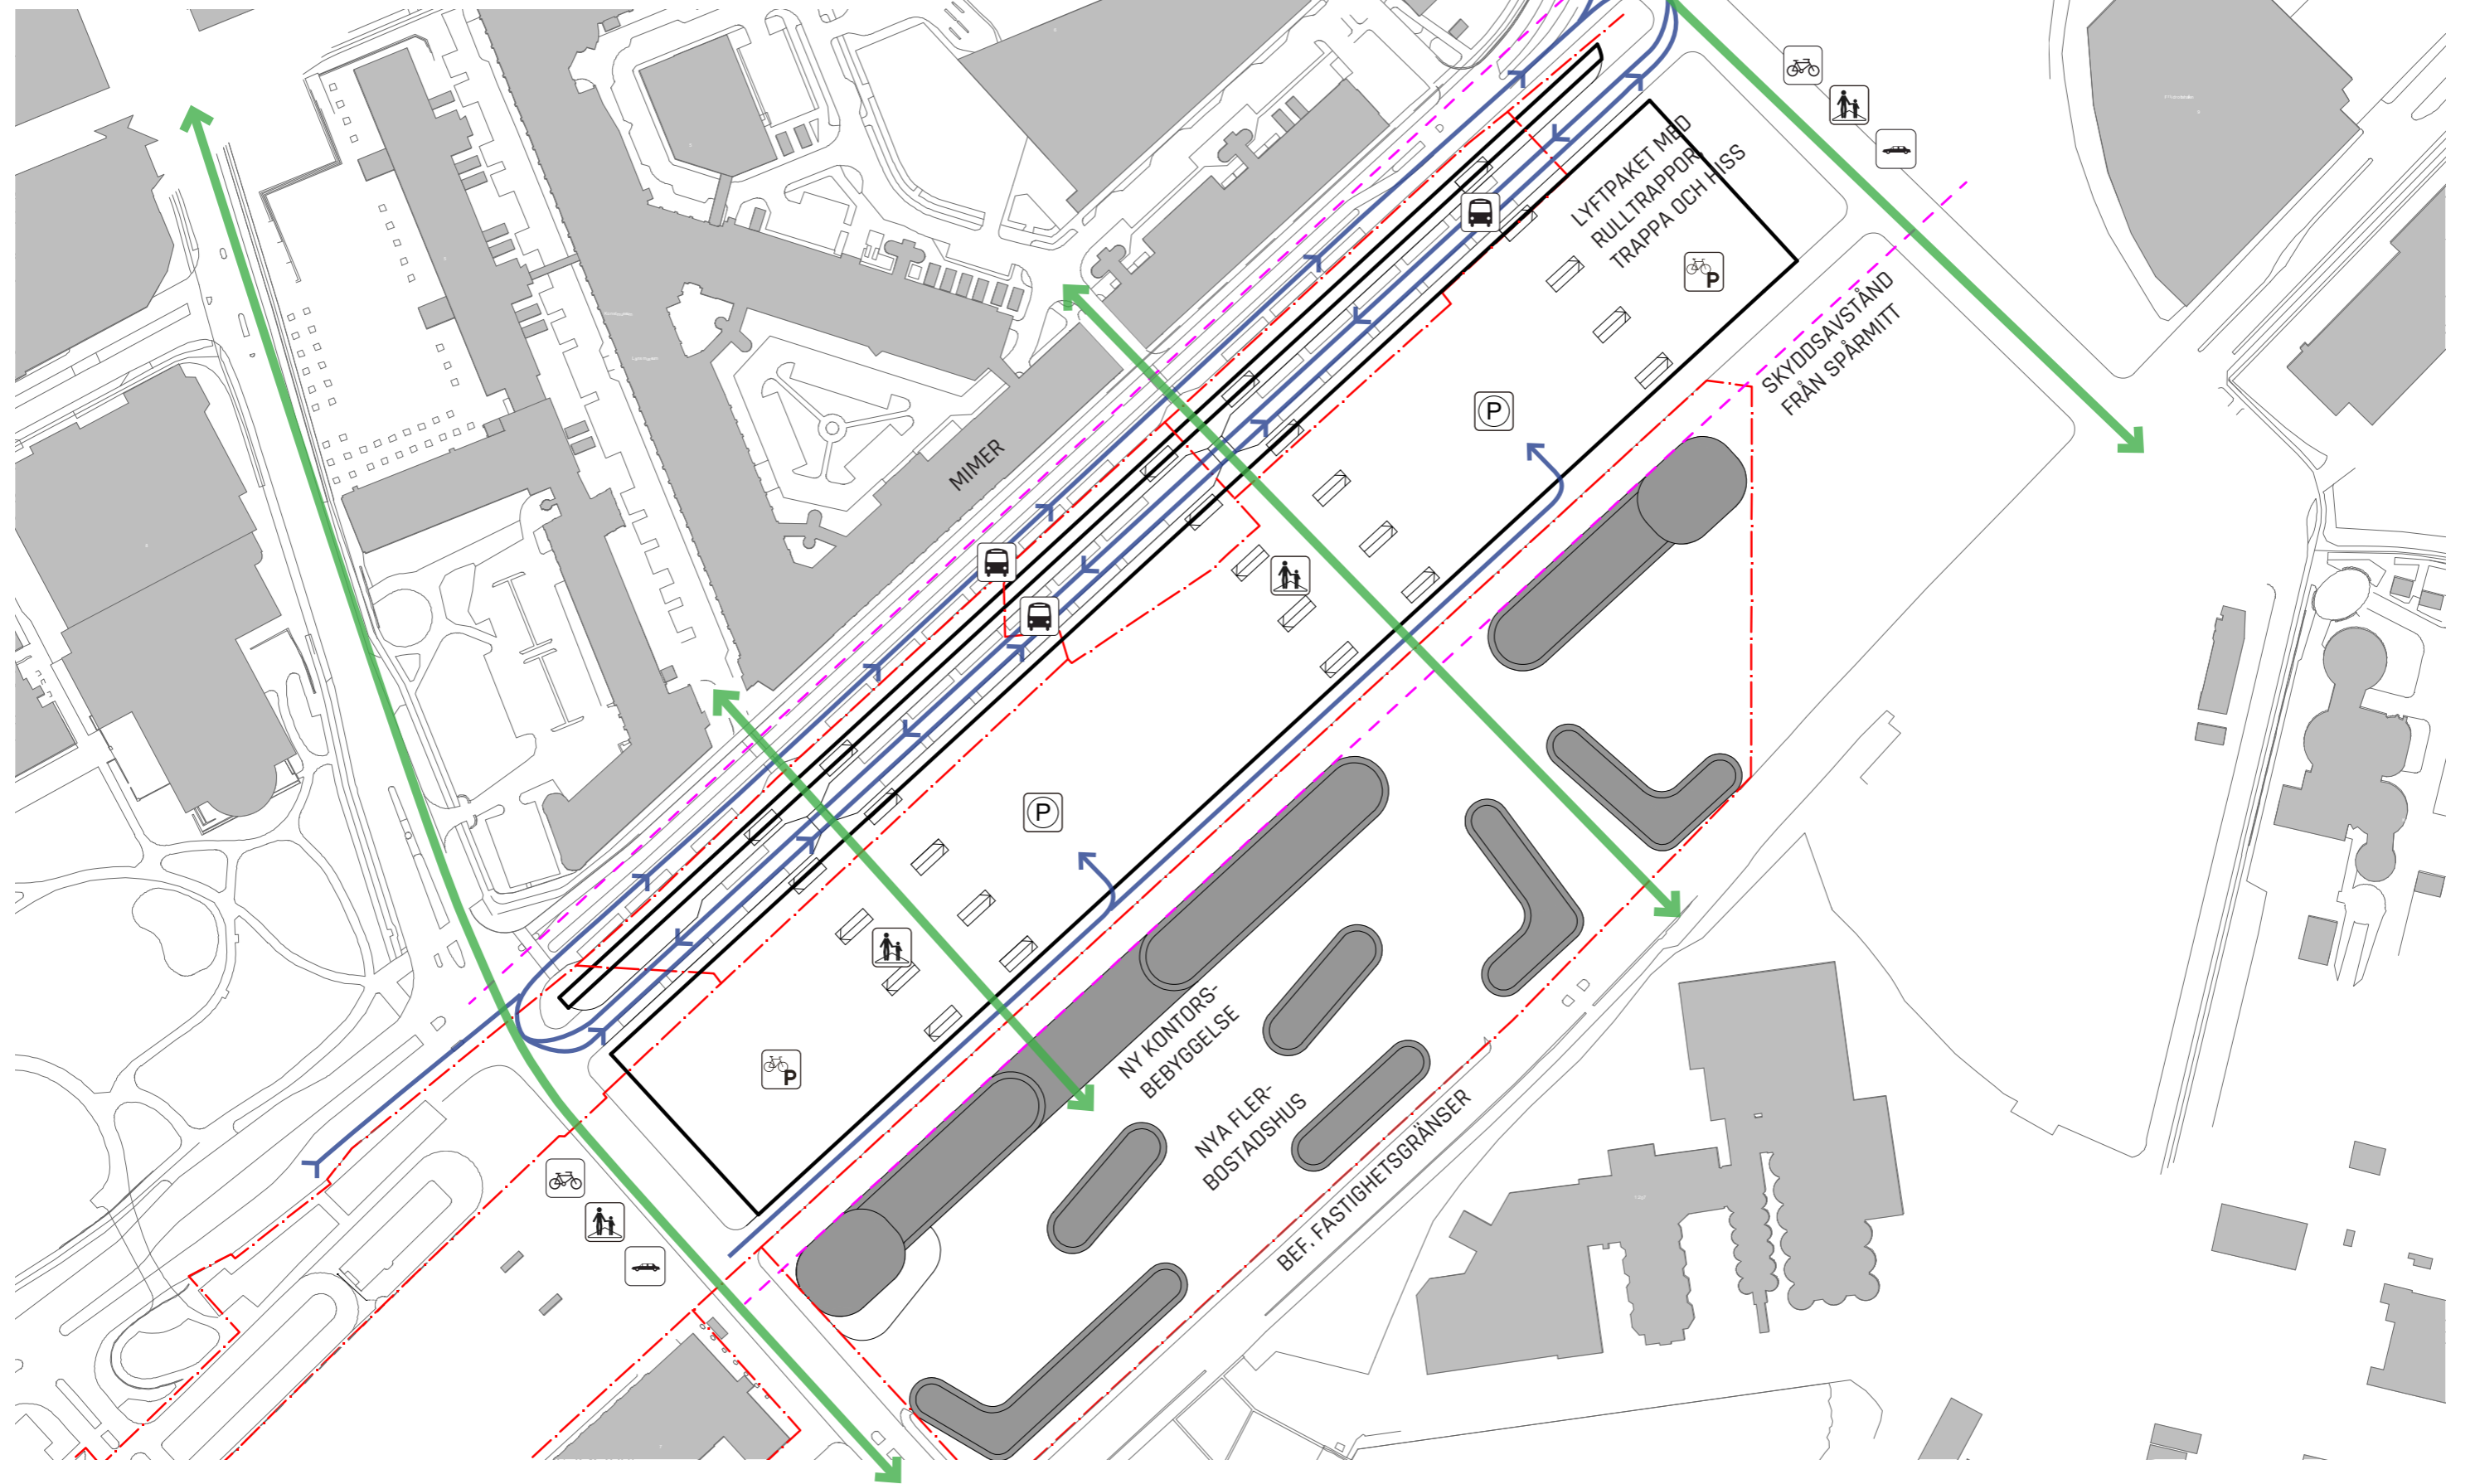 LYFTPAKET MED
RULLTRAPPOR,
TRAPPA OCH HISS
P
SKYDDSAVSTÅND
FRÅN SPÅRMITT
P
MIMER
P
NY KONTORS-
BEBYGGELSE
P
NYA FLER-
BOSTADSHUS
BEF. FASTIGHETSGRÄNSER